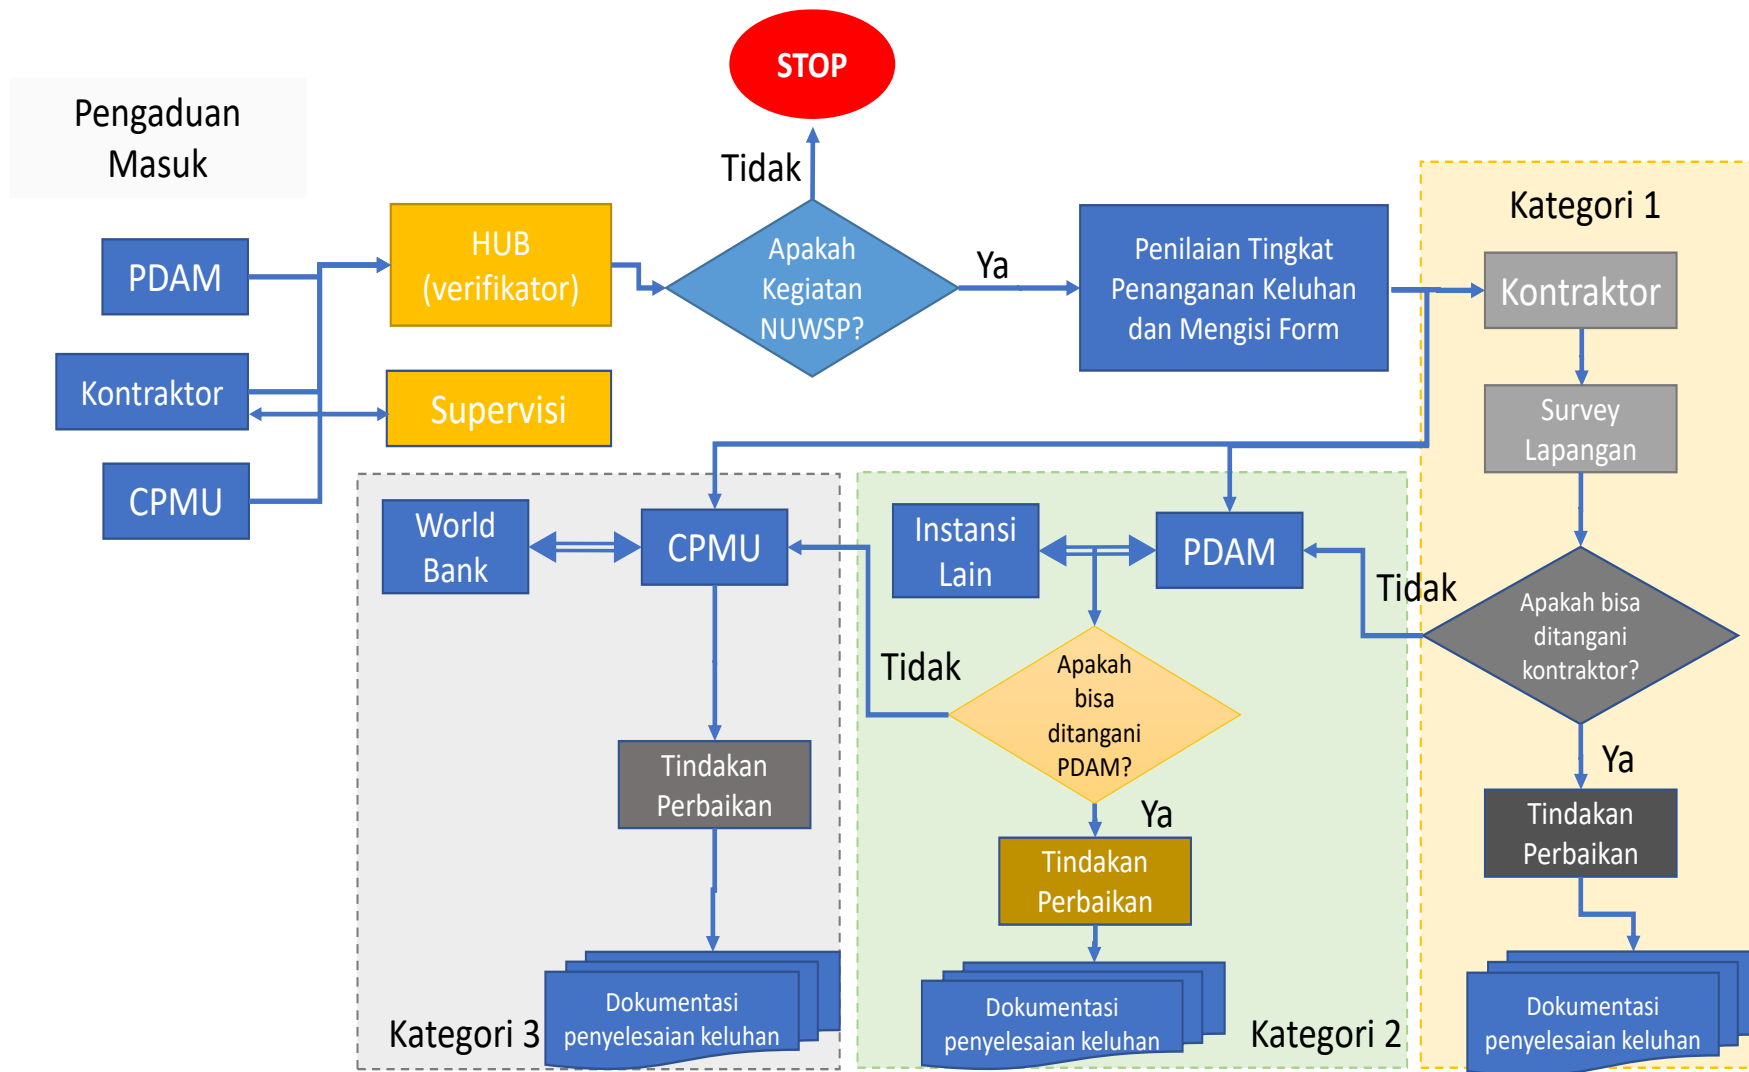 STOP
Pengaduan
Masuk
Tidak
Kategori 1
PDAM
HUB
(verifikator)
Apakah
Kegiatan
NUWSP?
Ya
Penilaian Tingkat
Penanganan Keluhan
dan Mengisi Form
Kontraktor
Kontraktor
Supervisi
Survey
Lapangan
CPMU
World
Bank
CPMU
Instansi
Lain
PDAM
Tidak
Apakah bisa
ditangani
kontraktor?
Tidak
Apakah
bisa
ditangani
PDAM?
Ya
Tindakan
Perbaikan
Ya
Tindakan
Perbaikan
Tindakan
Perbaikan
Kategori 3
Dokumentasi
penyelesaian keluhan
Dokumentasi
penyelesaian keluhan
Kategori 2
Dokumentasi
penyelesaian keluhan